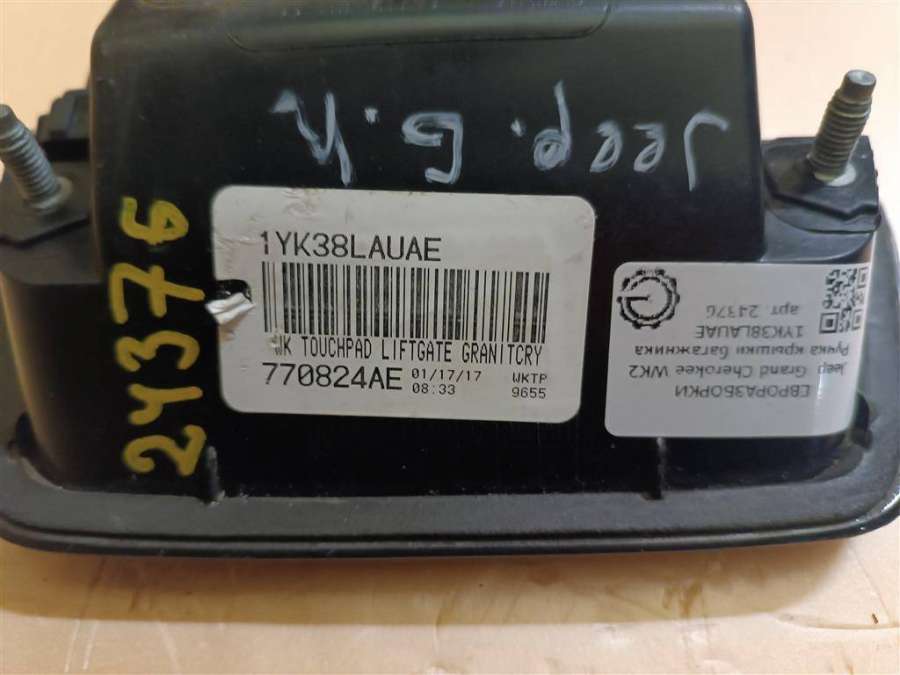 Jeep. G.ч
24376
1YK38LAUAE
WK TOUCHPAD LIFTGATE GRANITCRY
770824AE 01/17/17 08:33 WKTP 9655
ЕВРОРАЗБОРКИ
Jeep Grand Cherokee WK2
Ручка крышки багажника
1YK38LAUAE
арт. 24376